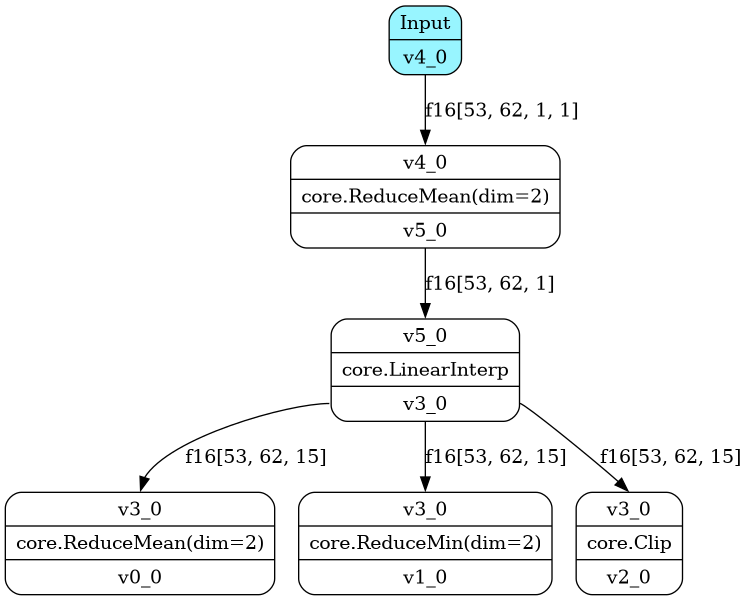 Input
v4_0
f16[53, 62, 1, 1]
v4_0
core.ReduceMean(dim=2)
v5_0
f16[53, 62, 1]
v5_0
core.LinearInterp
v3_0
f16[53, 62, 15]
f16[53, 62, 15]
f16[53, 62, 15]
v3_0
core.ReduceMean(dim=2)
v0_0
v3_0
core.ReduceMin(dim=2)
v1_0
v3_0
core.Clip
v2_0